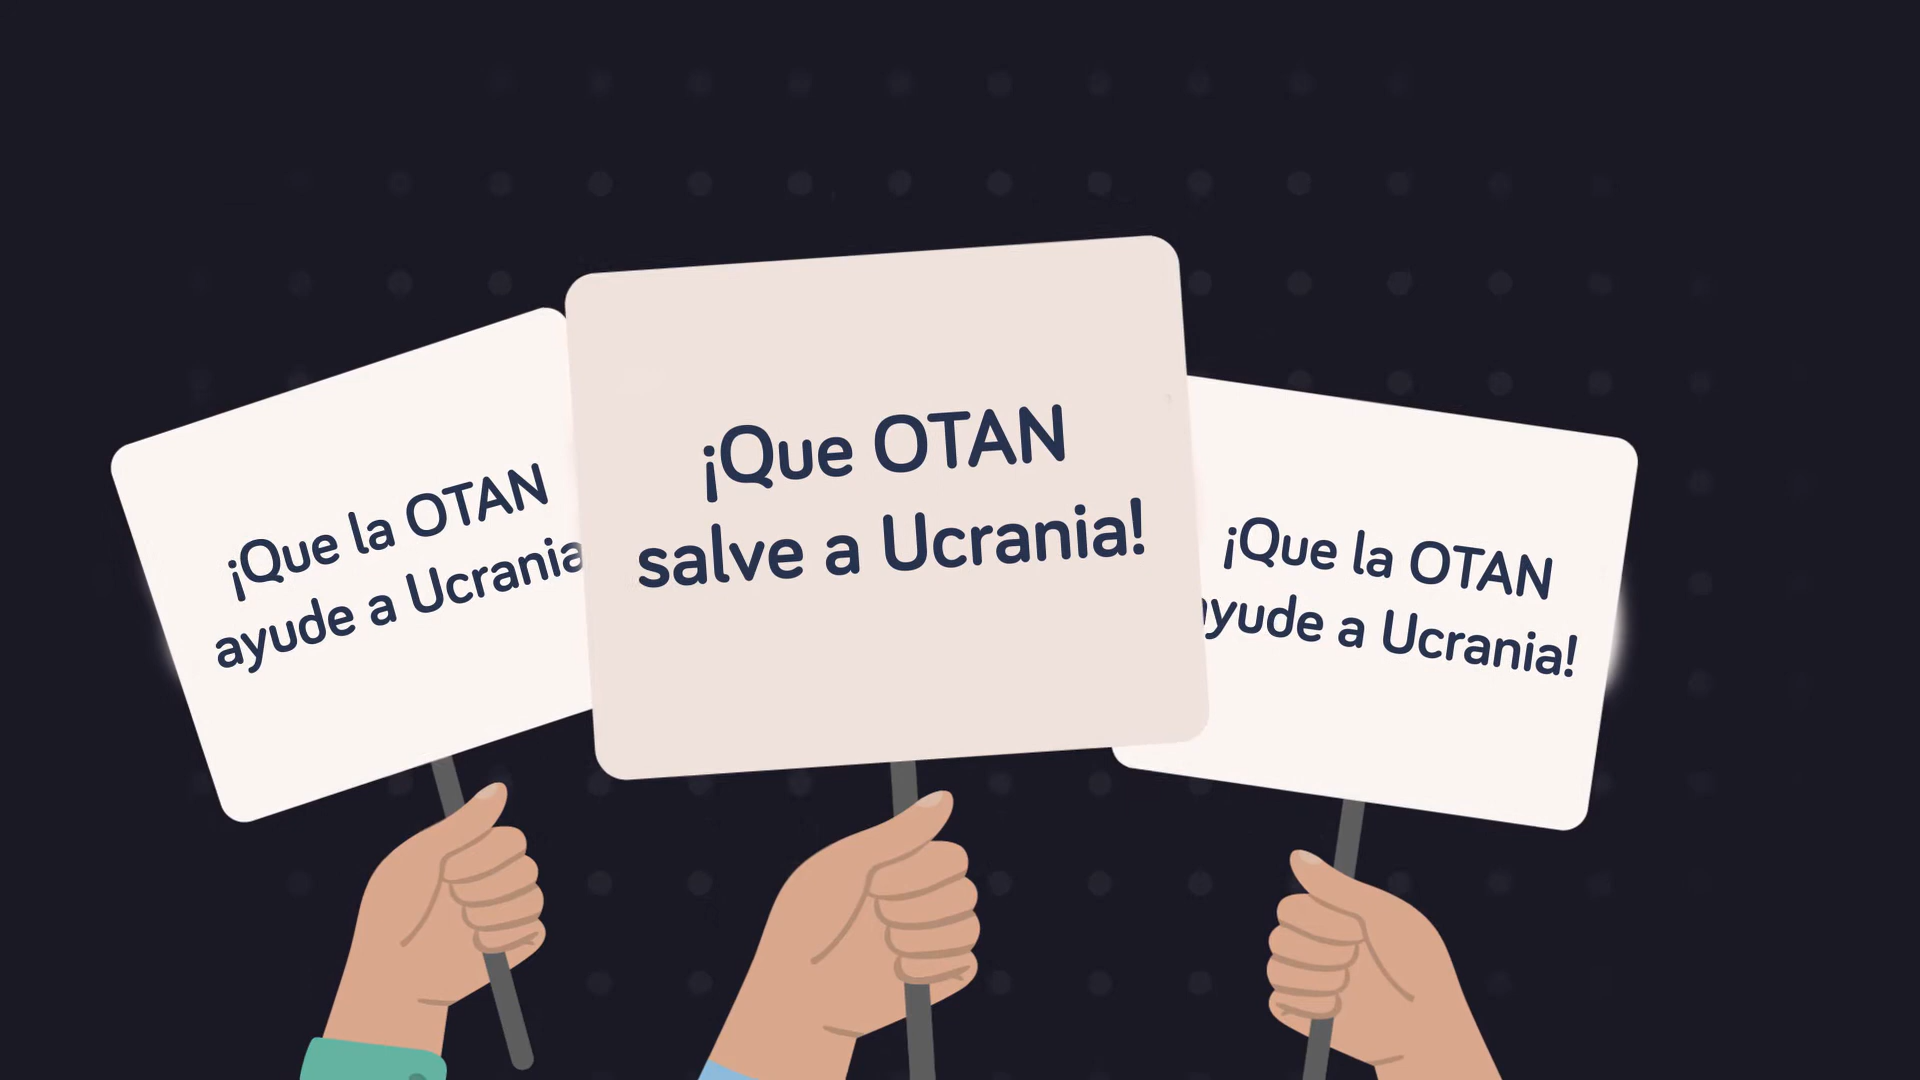 ¡Que la OTAN
ayude a Ucrania
¡Que OTAN
salve a Ucrania!
¡Que la OTAN
yude a Ucrania!